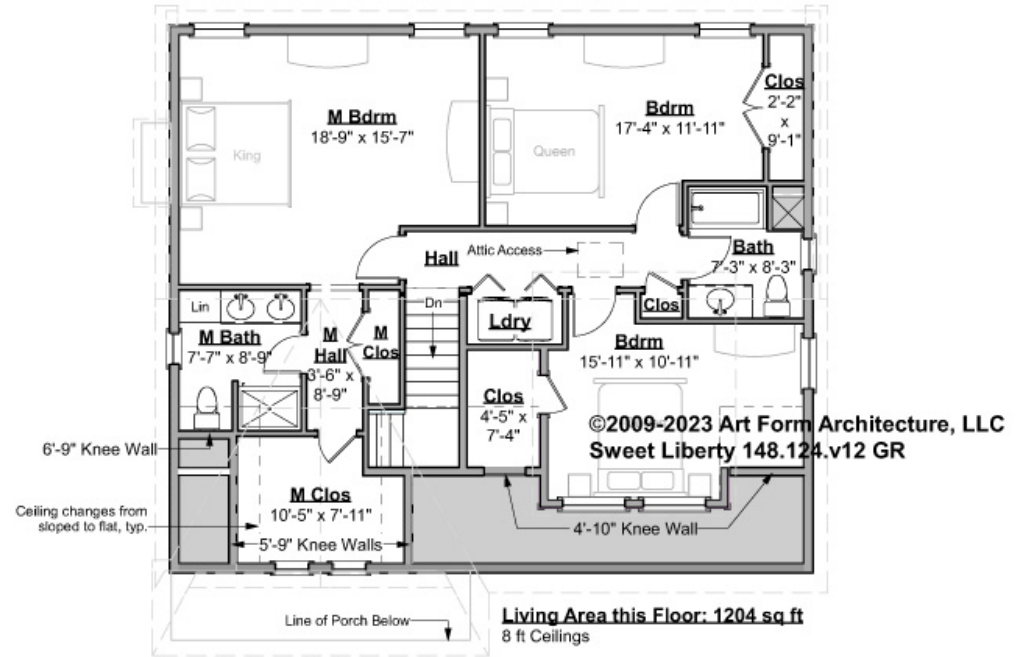 M Bdrm
18'-9" x 15'-7"
King
Bdrm
17'-4" x 11'-11"
Queen
Clos
2'-2"
x
9'-1"
Hall
Attic Access
Bath
7'-3" x 8'-3"
Dn
Clos
Lin
M Bath
7'-7" x 8'-9"
M
Hall
3'-6" x
8'-9"
M
Clos
Ldry
Bdrm
15'-11" x 10'-11"
Clos
4'-5" x
7'-4"
©2009-2023 Art Form Architecture, LLC
Sweet Liberty 148.124.v12 GR
6'-9" Knee Wall
M Clos
10'-5" x 7'-11"
Ceiling changes from
sloped to flat, typ.
5'-9" Knee Walls
4'-10" Knee Wall
Line of Porch Below
Living Area this Floor: 1204 sq ft
8 ft Ceilings